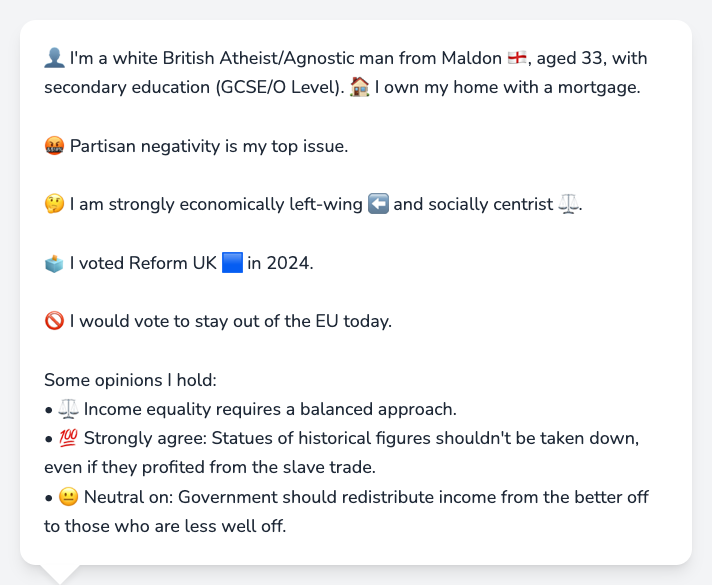 👤 I'm a white British Atheist/Agnostic man from Maldon 🏴󠁧󠁢󠁥󠁮󠁧󠁿, aged 33, with
secondary education (GCSE/O Level). 🏠 I own my home with a mortgage.
🤬 Partisan negativity is my top issue.
🤔 I am strongly economically left-wing ⬅️ and socially centrist ⚖️.
🗳️ I voted Reform UK 🟦 in 2024.
🚫 I would vote to stay out of the EU today.
Some opinions I hold:
• ⚖️ Income equality requires a balanced approach.
• 💯 Strongly agree: Statues of historical figures shouldn't be taken down,
even if they profited from the slave trade.
• 😐 Neutral on: Government should redistribute income from the better off
to those who are less well off.